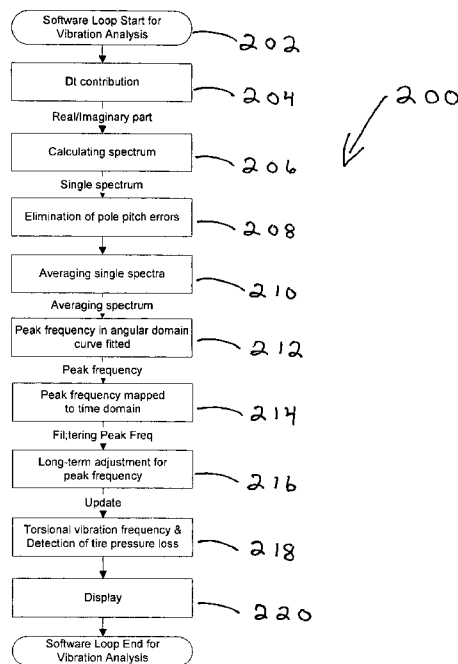 Software Loop Start for
Vibration Analysis
202
Dt contribution
204
200
Real/Imaginary part
Calculating spectrum
206
Single spectrum
Elimination of pole pitch errors
208
Averaging single spectra
210
Averaging spectrum
Peak frequency in angular domain
curve fitted
212
Peak frequency
Peak frequency mapped
to time domain
214
Fil;tering Peak Freq
Long-term adjustment for
peak frequency
216
Update
Torsional vibration frequency &
Detection of tire pressure loss
218
Display
220
Software Loop End for
Vibration Analysis